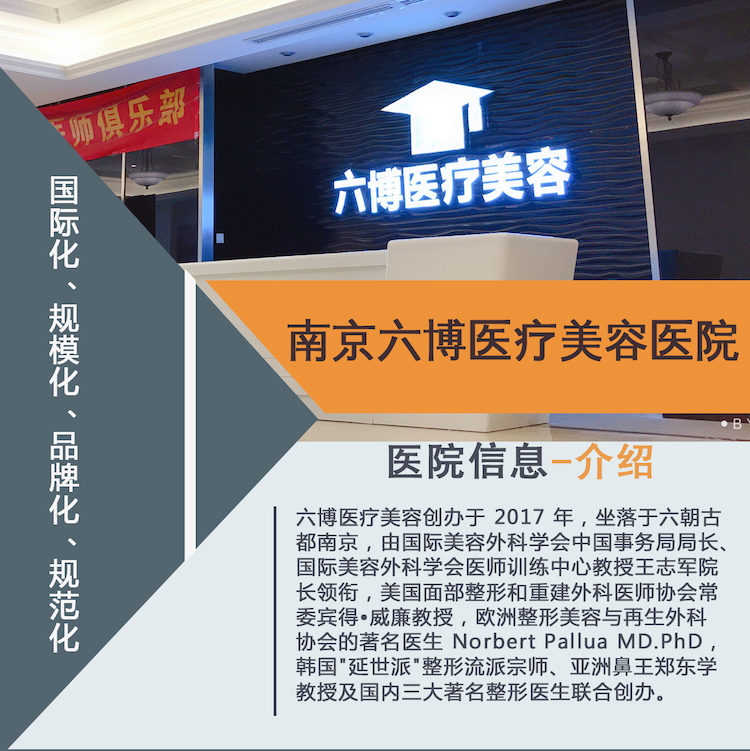 医师俱乐部
六博医疗美容
国际化、规模化、品牌化、规范化
南京六博医疗美容医院
医院信息-介绍
六博医疗美容创办于 2017 年，坐落于六朝古
都南京，由国际美容外科学会中国事务局局长、
国际美容外科学会医师训练中心教授王志军院
长领衔，美国面部整形和重建外科医师协会常
委宾得•威廉教授，欧洲整形美容与再生外科
协会的著名医生 Norbert Pallua MD.PhD，
韩国"延世派"整形流派宗师、亚洲鼻王郑东学
教授及国内三大著名整形医生联合创办。